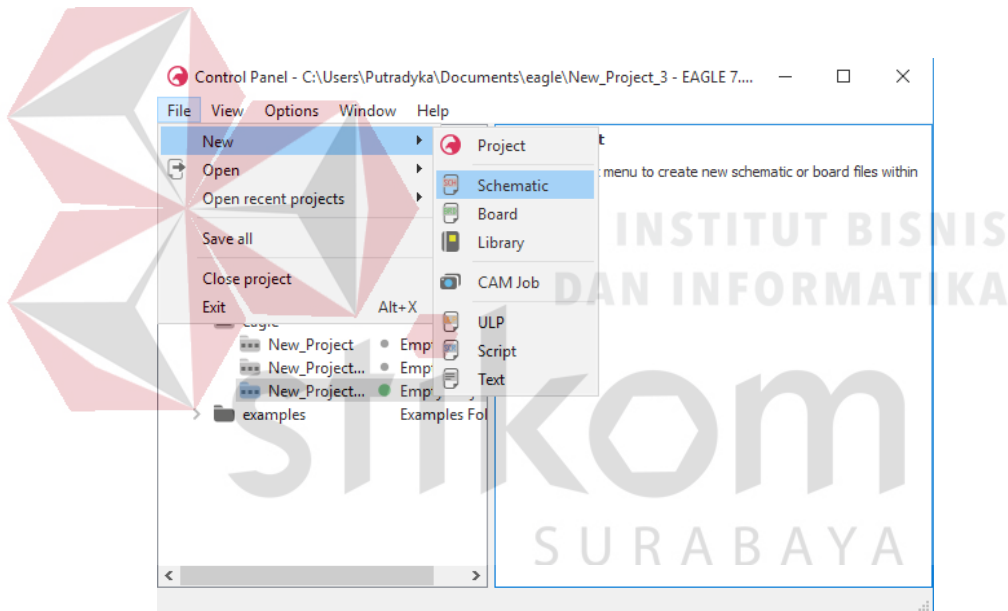 Control Panel - C:\Users\Putradyka\Documents\eagle\New_Project_3 - EAGLE 7....
File View Options Window Help
New
Open
Open recent projects
Save all
Close project
Exit Alt+X
Project
Schematic
Board
Library
CAM Job
ULP
Script
Text
menu to create new schematic or board files within
eagle
New_Project
New_Project...
New_Project...
examples Examples Fol
INSTITUT BISNIS
DAN INFORMATIKA
stikom
SURABAYA